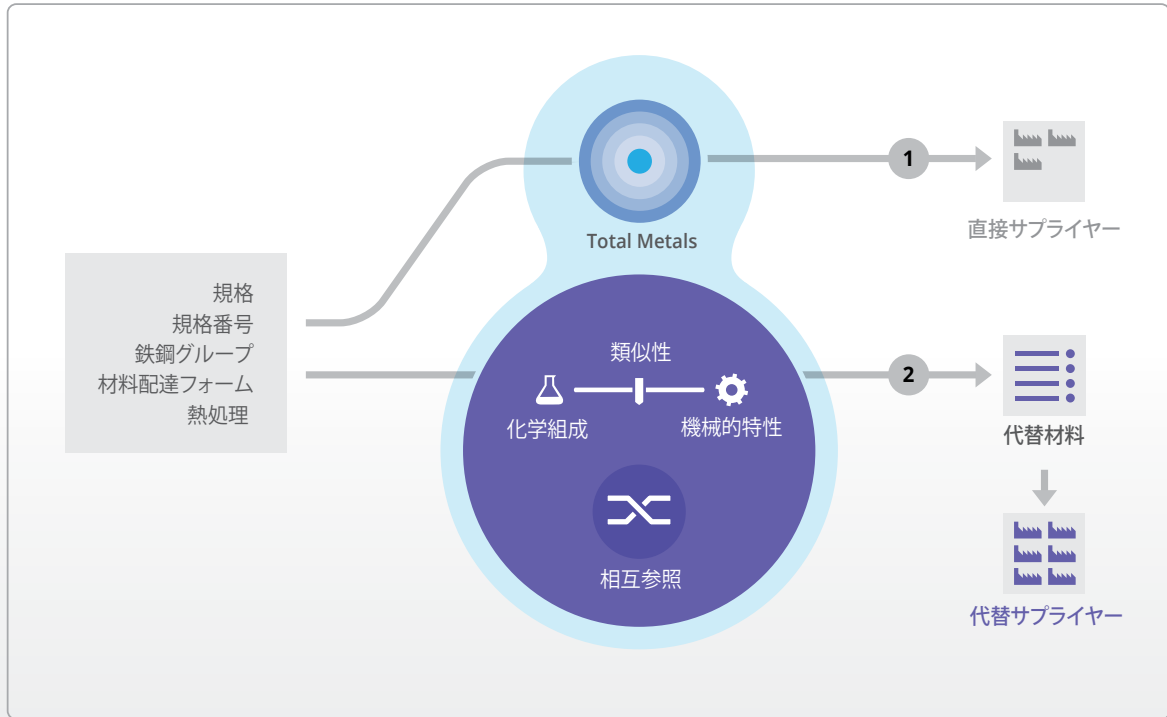 規格
規格番号
鉄鋼グループ
材料配達フォーム
熱処理
Total Metals
類似性
化学組成
機械的特性
相互参照
1
直接サプライヤー
2
代替材料
代替サプライヤー